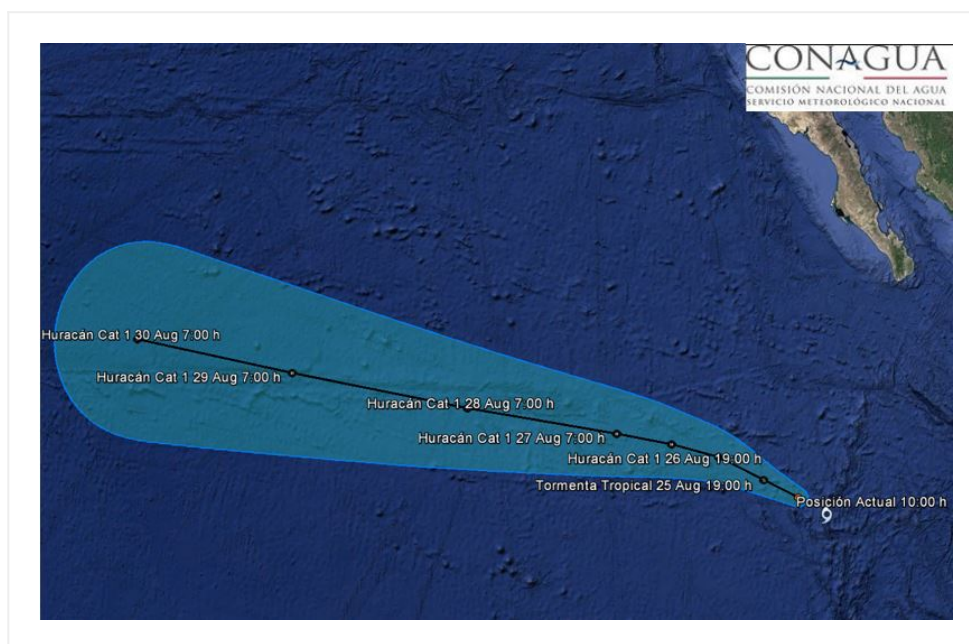 CONAGUA
COMISIÓN NACIONAL DEL AGUA
SERVICIO METEOROLÓGICO NACIONAL
Huracán Cat 1 30 Aug 7:00 h
Huracán Cat 1 29 Aug 7:00 h
Huracán Cat 1 28 Aug 7:00 h
Huracán Cat 1 27 Aug 7:00 h
Huracán Cat 1 26 Aug 19:00 h
Tormenta Tropical 25 Aug 19:00 h
Posición Actual 10:00 h